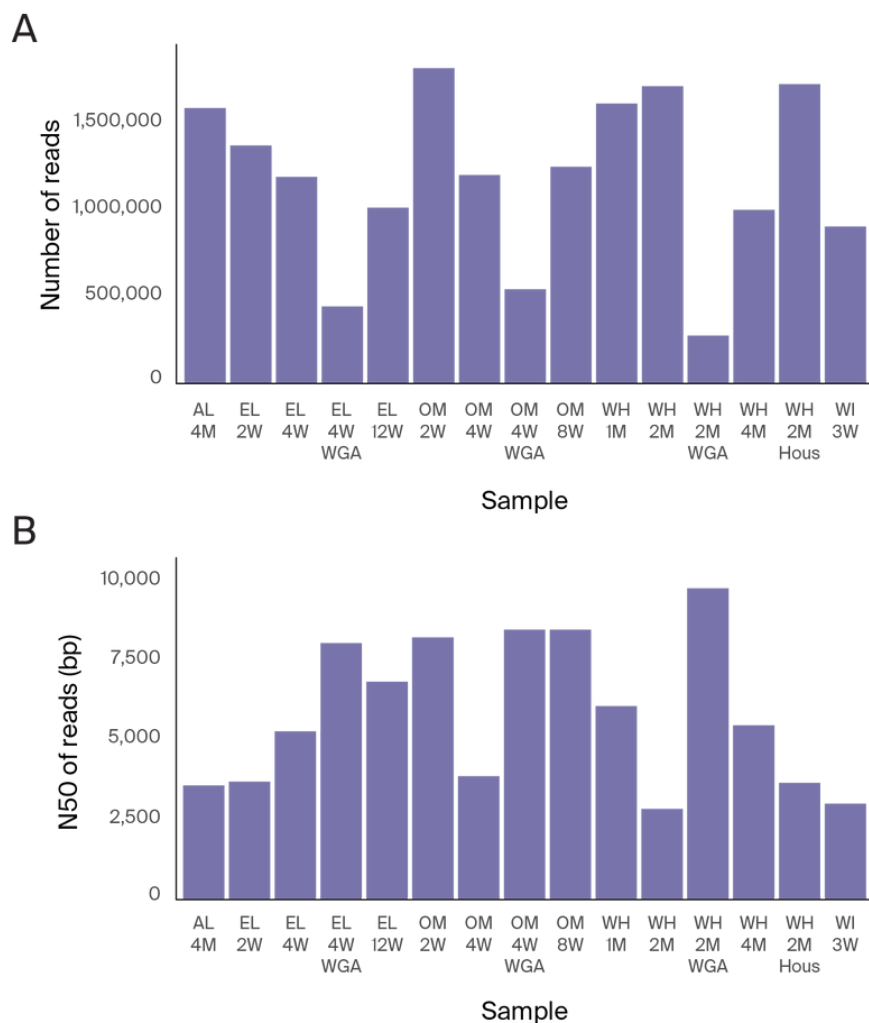 A
Number of reads
1,500,000
1,000,000
500,000
0
AL EL EL EL EL OM OM OM OM WH WH WH WH WH WI
4M 2W 4W 4W 12W 2W 4W 4W 8W 1M 2M 2M 4M 2M 3W
WGA WGA WGA Hous
Sample
B
N50 of reads (bp)
10,000
7,500
5,000
2,500
0
AL EL EL EL EL OM OM OM OM WH WH WH WH WH WI
4M 2W 4W 4W 12W 2W 4W 4W 8W 1M 2M 2M 4M 2M 3W
WGA WGA WGA Hous
Sample